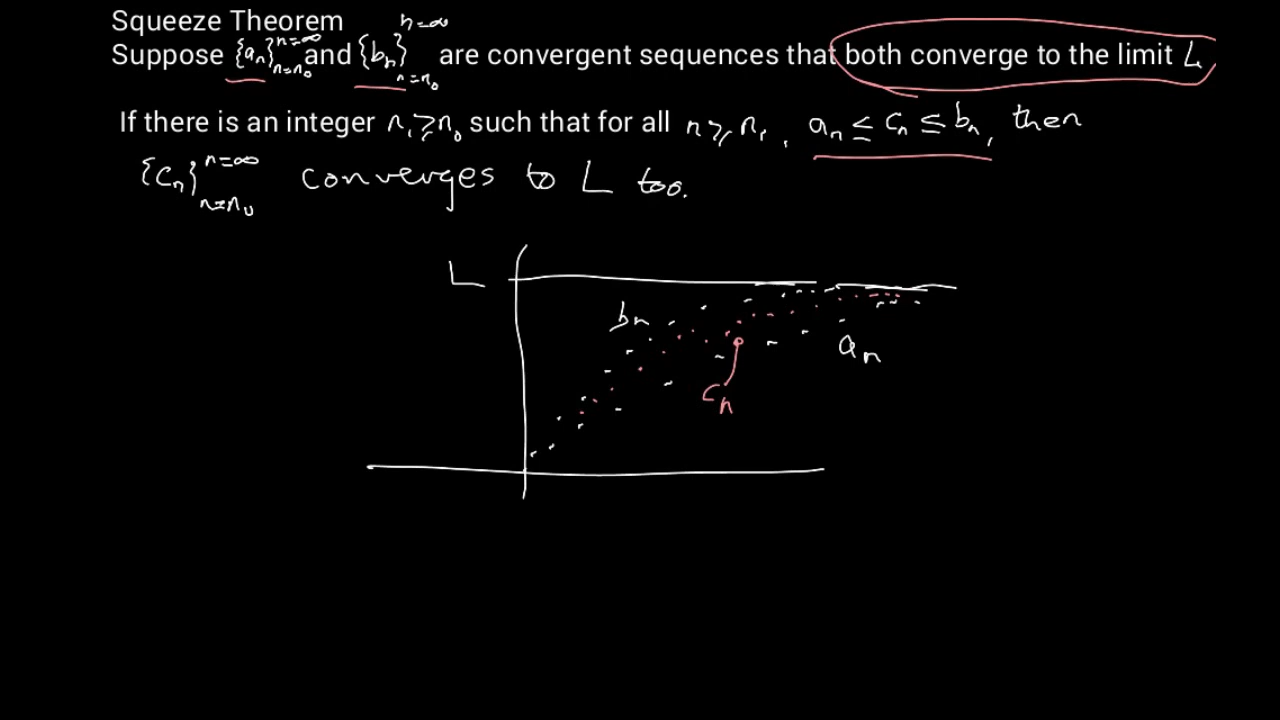 Squeeze Theorem
Suppose {aₙ}ₙ₌ₙ₀ⁿ⁼∞ and {bₙ}ₙ₌ₙ₀ⁿ⁼∞ are convergent sequences that both converge to the limit L
If there is an integer n₁ ⩾ n₀ such that for all n ⩾ n₁, aₙ ≤ cₙ ≤ bₙ, then
{cₙ}ₙ₌ₙ₀ⁿ⁼∞ converges to L too.
L
bₙ
aₙ
cₙ